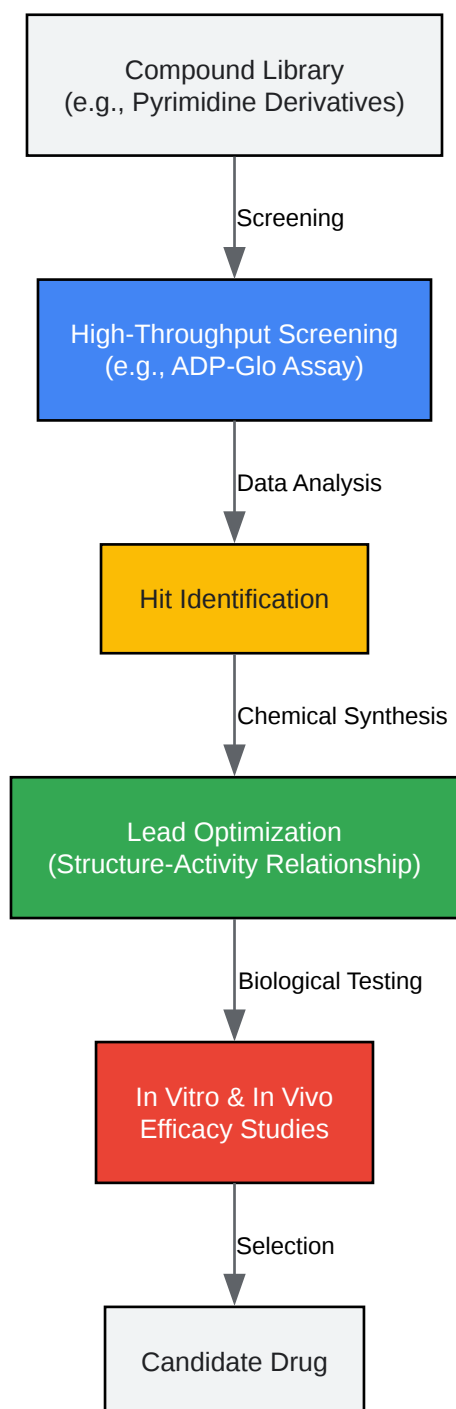 Compound Library
(e.g., Pyrimidine Derivatives)
Screening
High-Throughput Screening
(e.g., ADP-Glo Assay)
Data Analysis
Hit Identification
Chemical Synthesis
Lead Optimization
(Structure-Activity Relationship)
Biological Testing
In Vitro & In Vivo
Efficacy Studies
Selection
Candidate Drug